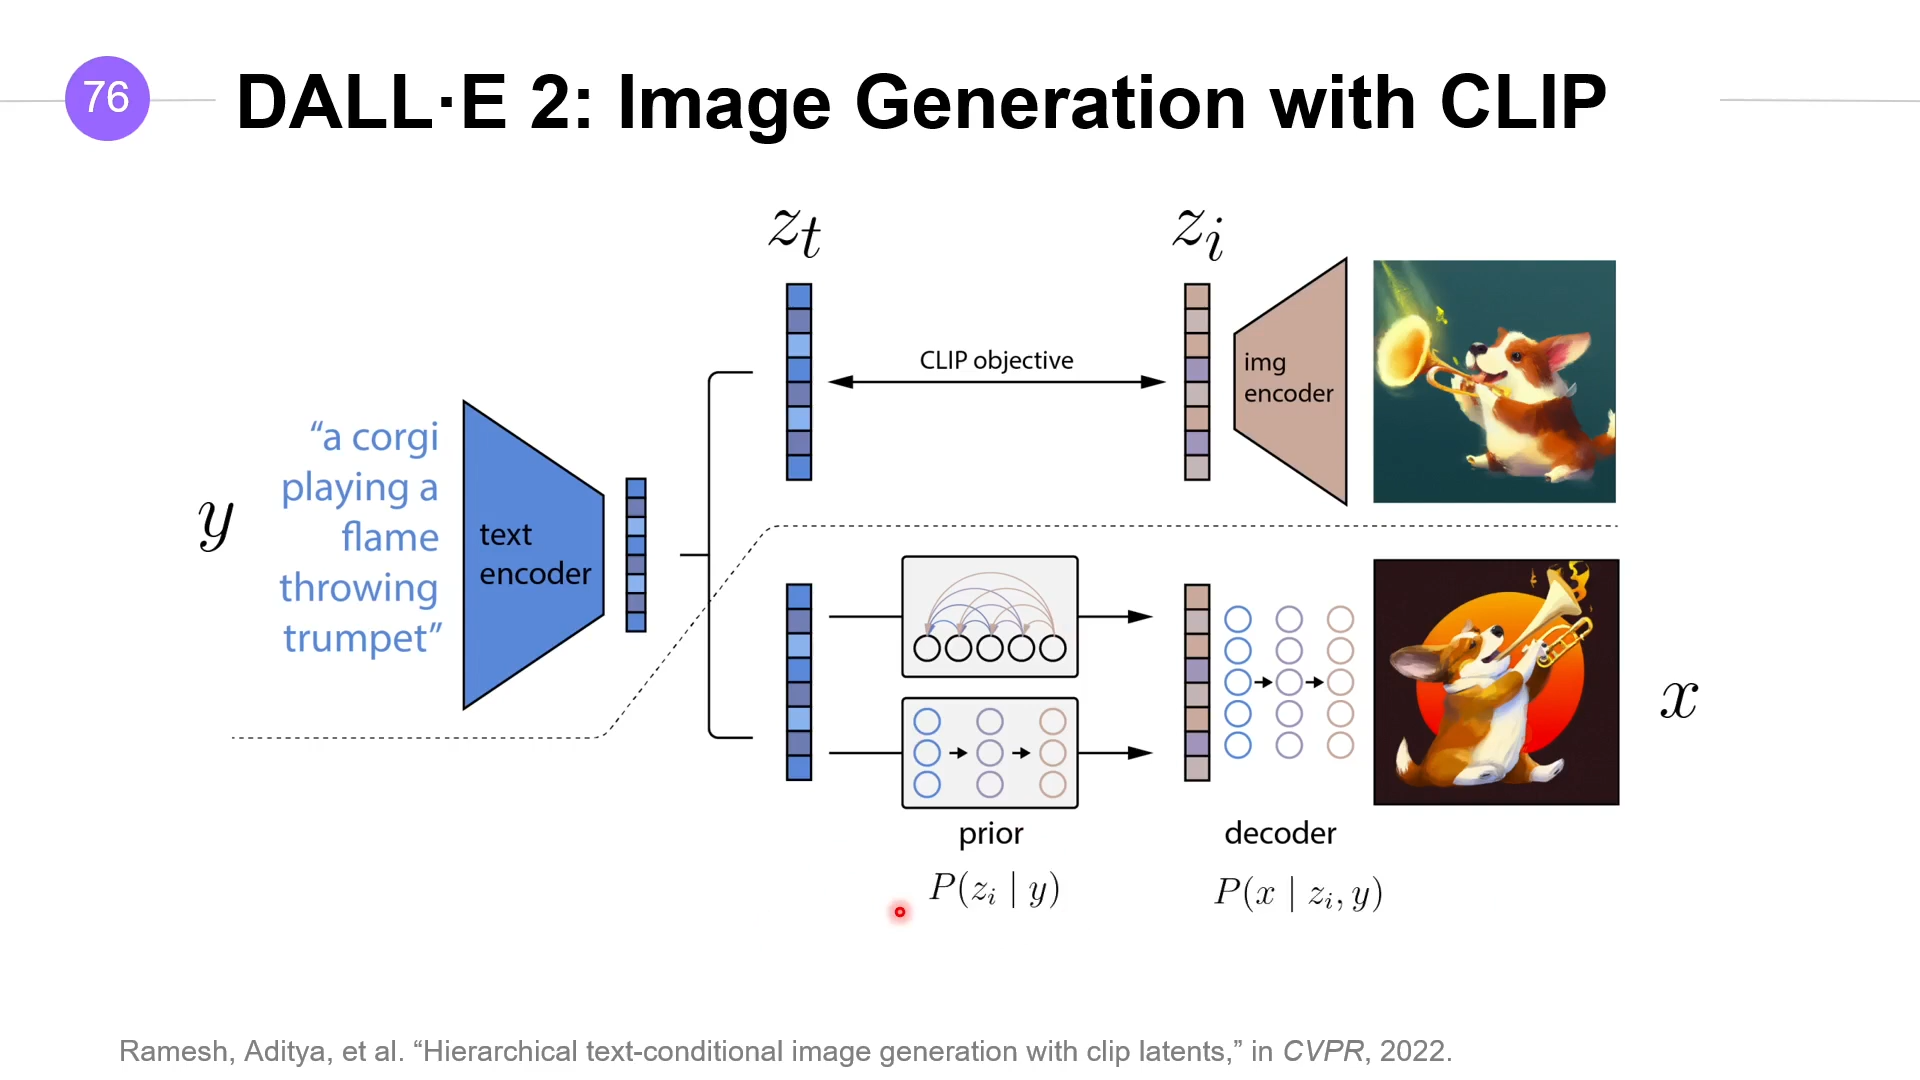 76
DALL·E 2: Image Generation with CLIP
z_t
z_i
CLIP objective
img
encoder
“a corgi
playing a
flame
throwing
trumpet”
y
text
encoder
x
prior
decoder
P(z_i | y)
P(x | z_i, y)
Ramesh, Aditya, et al. “Hierarchical text-conditional image generation with clip latents,” in CVPR, 2022.